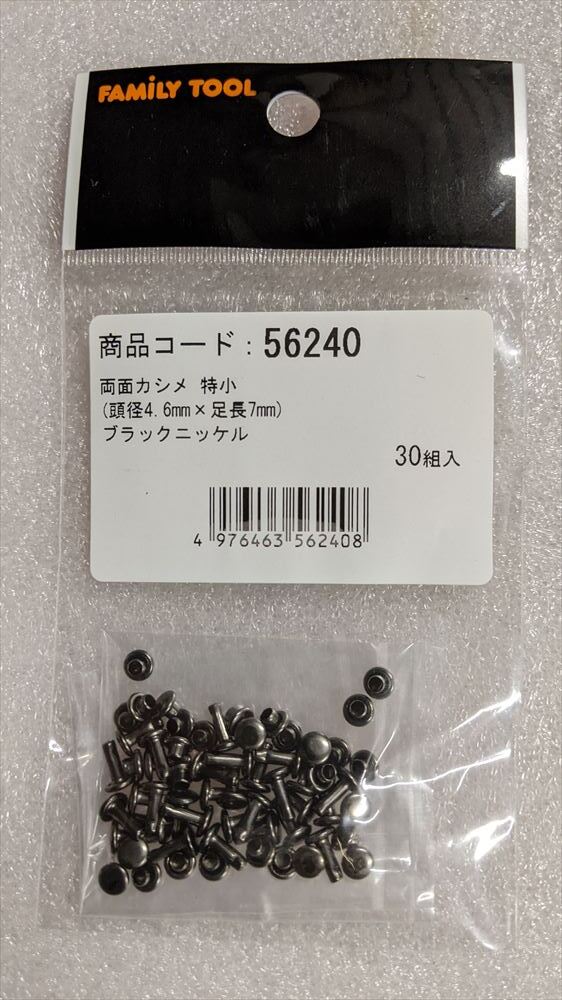 FAMiLY TOOL
商品コード：56240
両面カシメ 特小
(頭径4.6mm×足長7mm)
ブラックニッケル
30組入
4 976463 562408